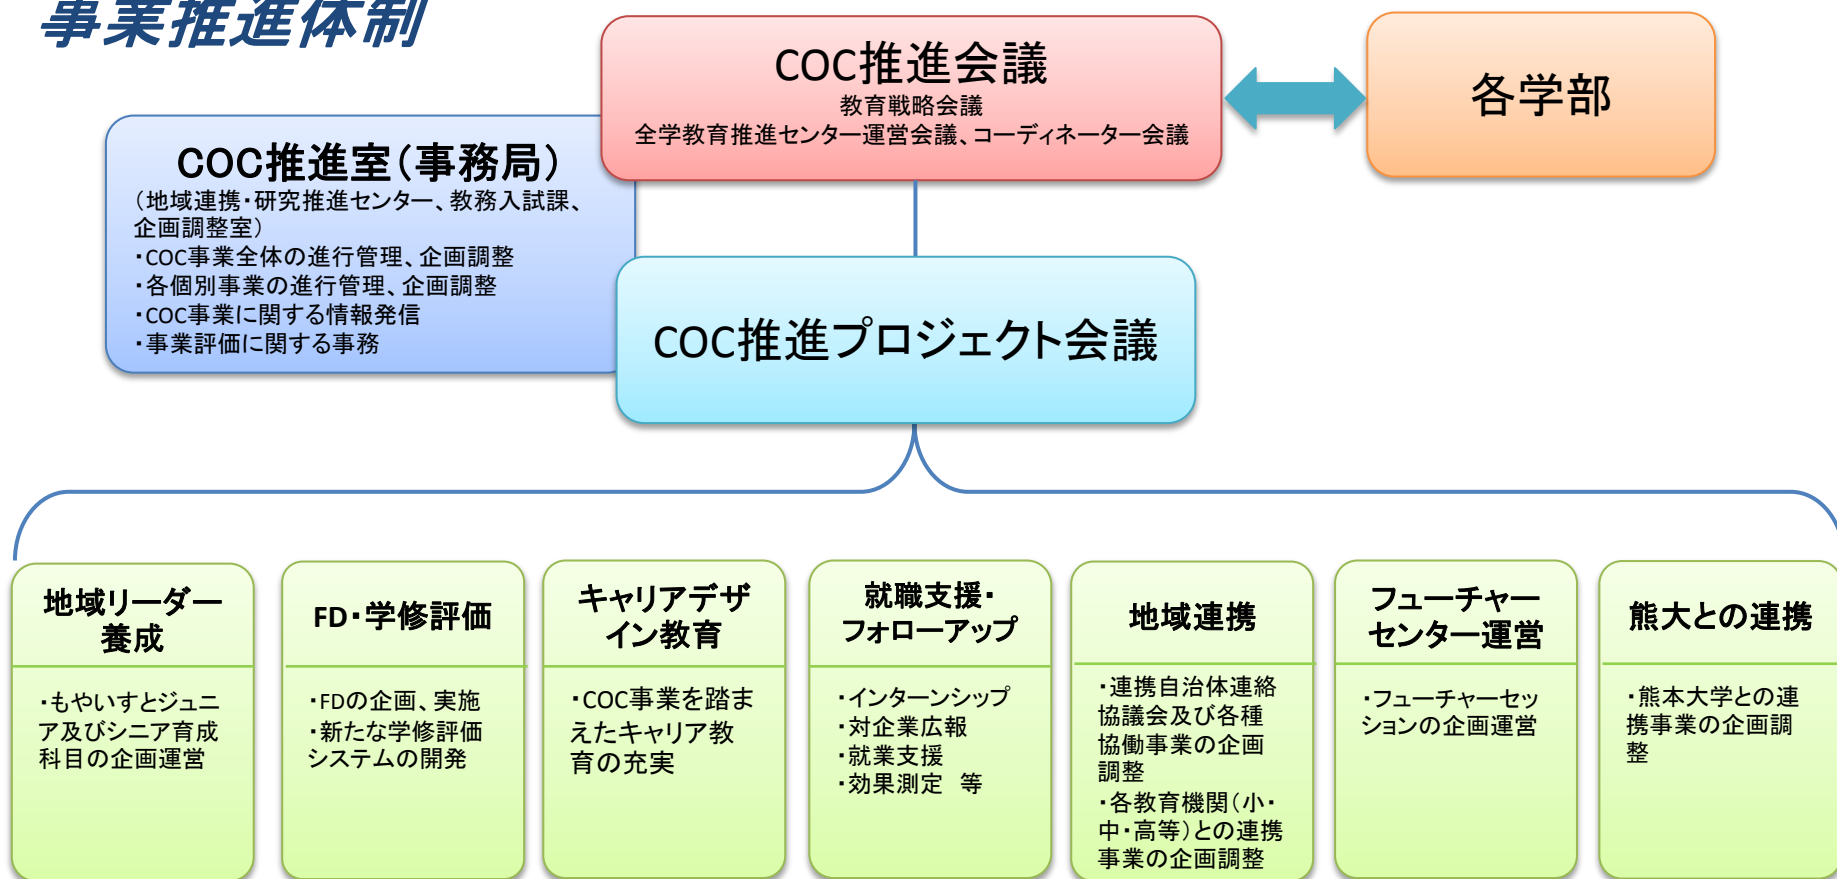 事業推進体制
COC推進会議
教育戦略会議
全学教育推進センター運営会議、コーディネーター会議
各学部
COC推進室（事務局）
（地域連携・研究推進センター、教務入試課、
企画調整室）
・COC事業全体の進行管理、企画調整
・各個別事業の進行管理、企画調整
・COC事業に関する情報発信
・事業評価に関する事務
COC推進プロジェクト会議
地域リーダー
養成
・もやいすとジュニ
ア及びシニア育成
科目の企画運営
FD・学修評価
・FDの企画、実施
・新たな学修評価
システムの開発
キャリアデザ
イン教育
・COC事業を踏ま
えたキャリア教
育の充実
就職支援・
フォローアップ
・インターンシップ
・対企業広報
・就業支援
・効果測定　等
地域連携
・連携自治体連絡
協議会及び各種
協働事業の企画
調整
・各教育機関（小・
中・高等）との連携
事業の企画調整
フューチャー
センター運営
・フューチャーセッ
ションの企画運営
熊大との連携
・熊本大学との連
携事業の企画調
整